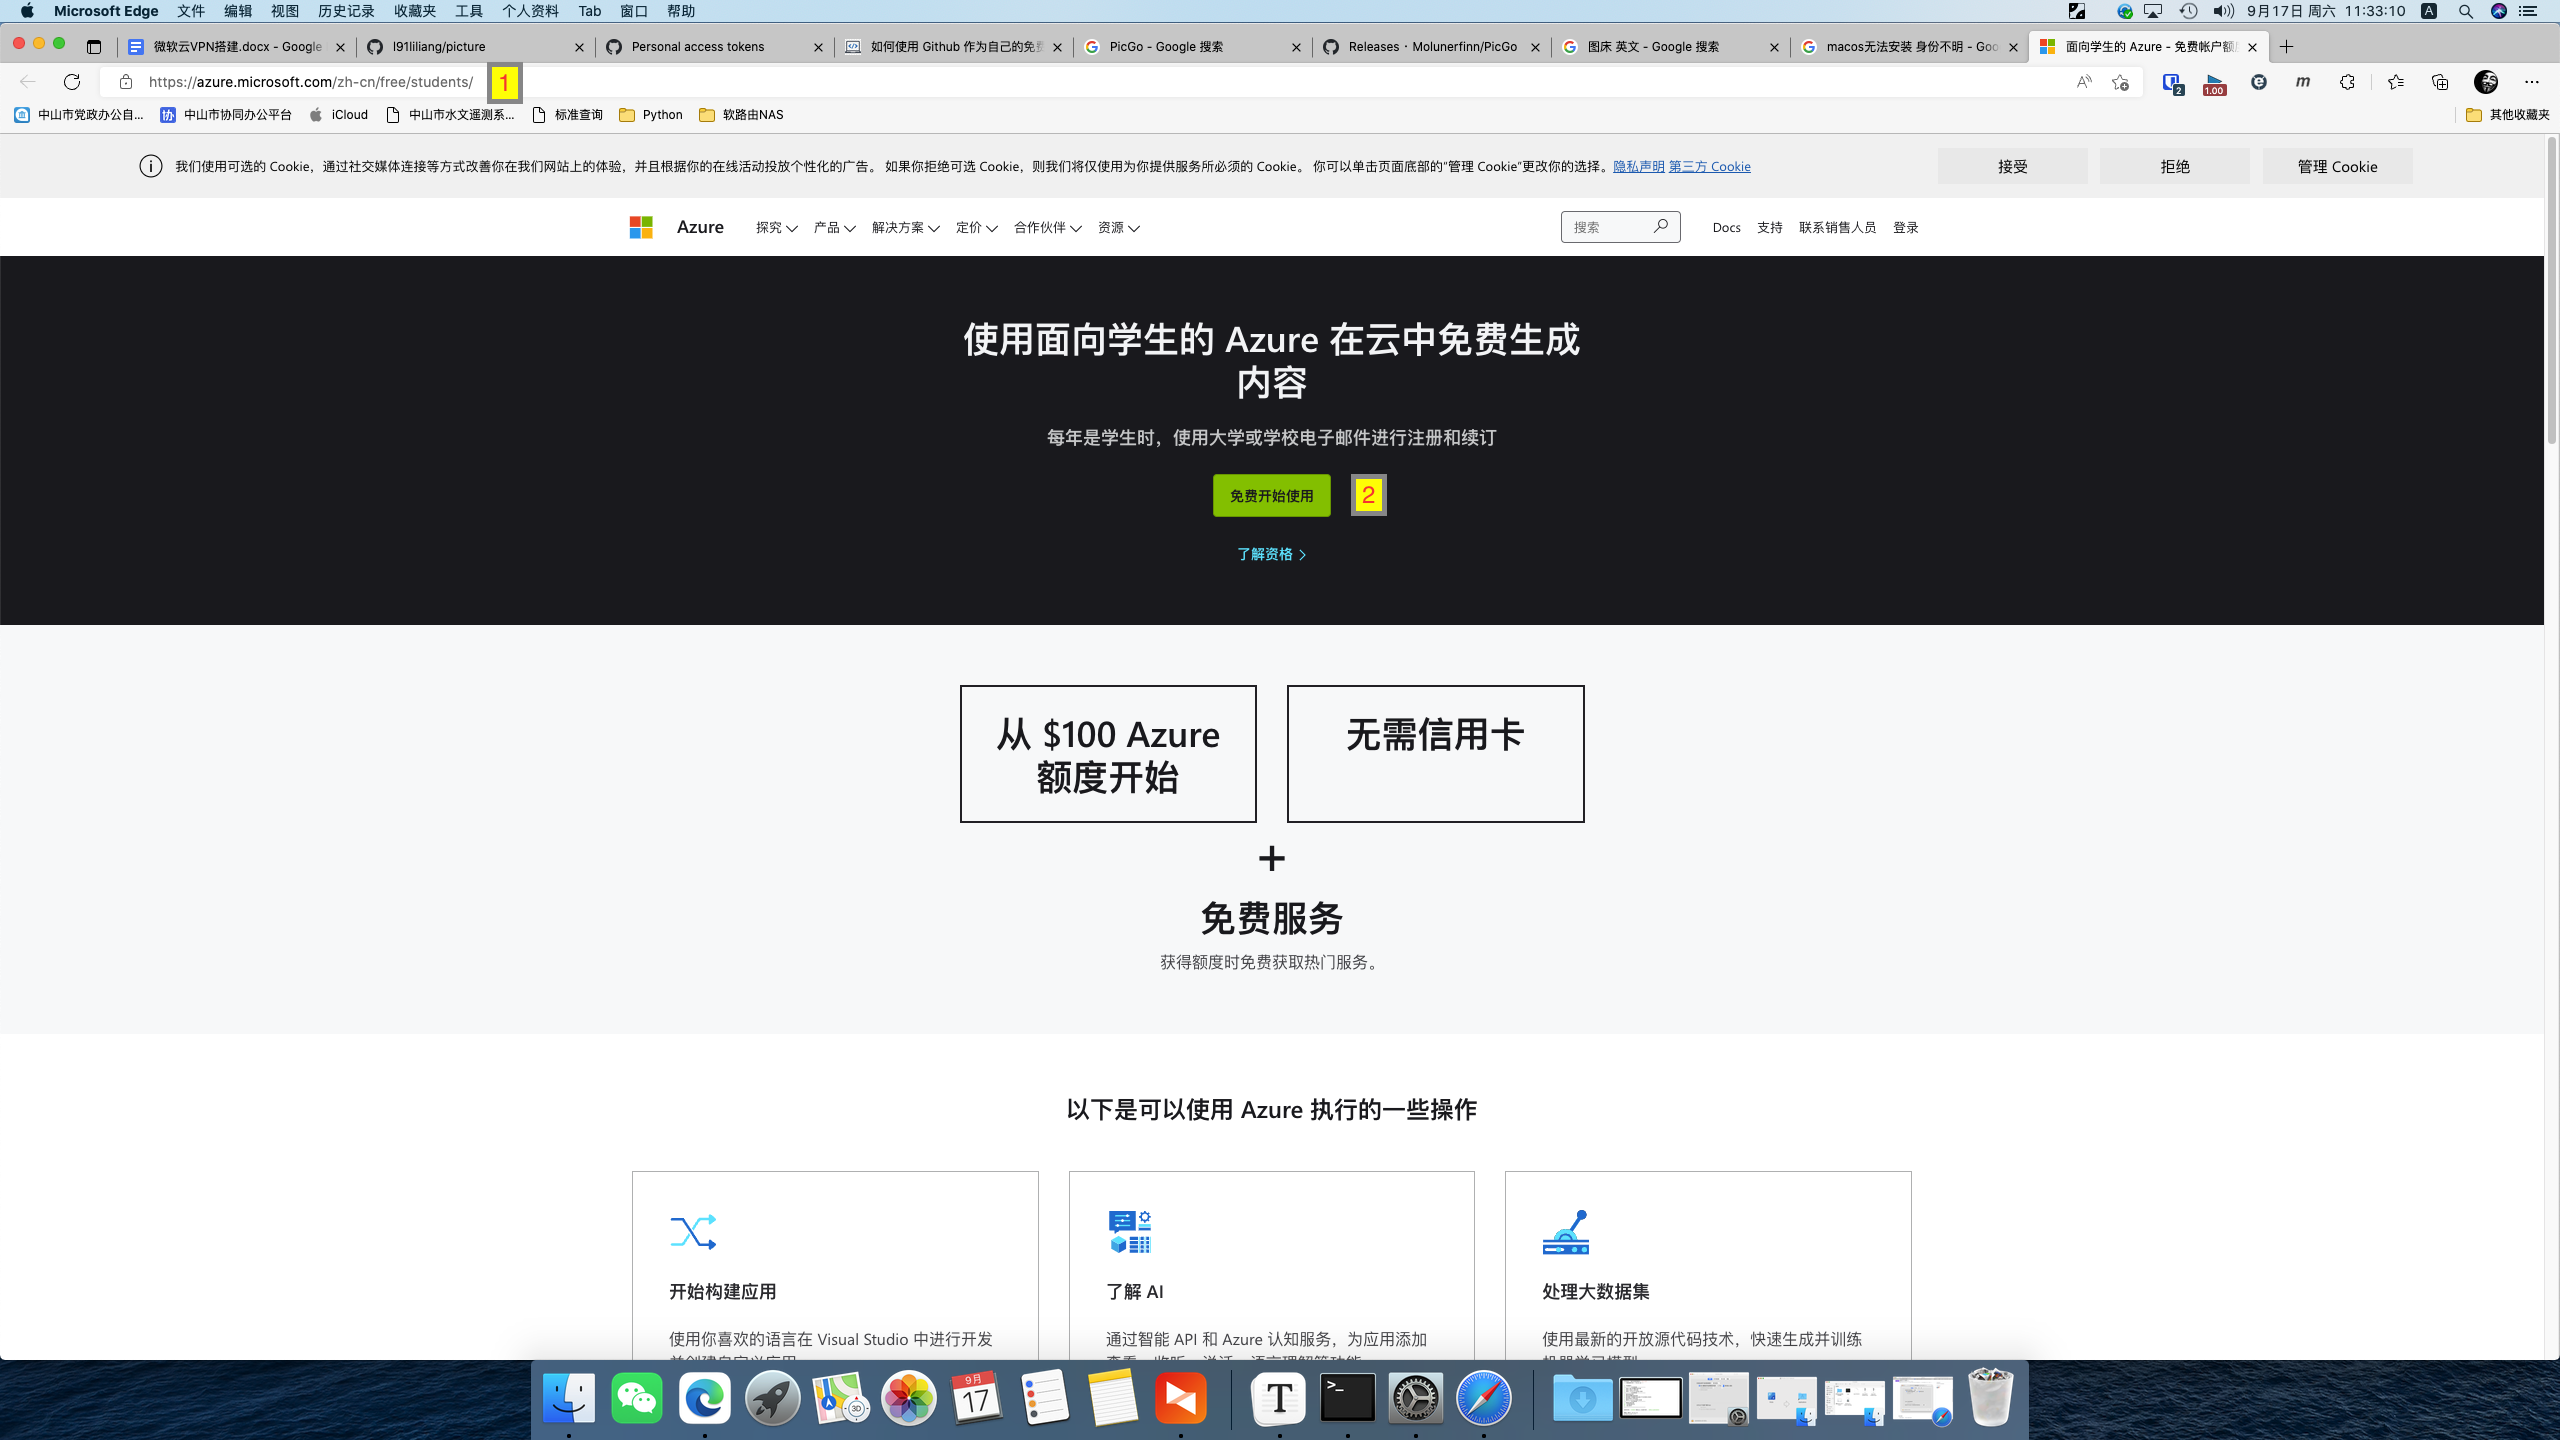 Microsoft Edge 文件 编辑 视图 历史记录 收藏夹 工具 个人资料 Tab 窗口 帮助 9月17日 周六 11:33:10 A
微软云VPN搭建.docx - Google
l91liliang/picture
Personal access tokens
如何使用 Github 作为自己的免费
PicGo - Google 搜索
Releases · Molunerfinn/PicGo
图床 英文 - Google 搜索
macos无法安装 身份不明 - Goo
面向学生的 Azure - 免费帐户额
https://azure.microsoft.com/zh-cn/free/students/
1
2
1.00
中山市党政办公自...
协 中山市协同办公平台
iCloud
中山市水文遥测系...
标准查询
Python
软路由NAS
其他收藏夹
我们使用可选的 Cookie，通过社交媒体连接等方式改善你在我们网站上的体验，并且根据你的在线活动投放个性化的广告。 如果你拒绝可选 Cookie，则我们将仅使用为你提供服务所必须的 Cookie。 你可以单击页面底部的“管理 Cookie”更改你的选择。隐私声明 第三方 Cookie
接受
拒绝
管理 Cookie
Azure 探究 产品 解决方案 定价 合作伙伴 资源 搜索 Docs 支持 联系销售人员 登录
使用面向学生的 Azure 在云中免费生成
内容
每年是学生时，使用大学或学校电子邮件进行注册和续订
免费开始使用 2
了解资格
从 $100 Azure
额度开始
无需信用卡
+
免费服务
获得额度时免费获取热门服务。
以下是可以使用 Azure 执行的一些操作
开始构建应用
使用你喜欢的语言在 Visual Studio 中进行开发
了解 AI
通过智能 API 和 Azure 认知服务，为应用添加
处理大数据集
使用最新的开放源代码技术，快速生成并训练
9月
17
3D
T
>_